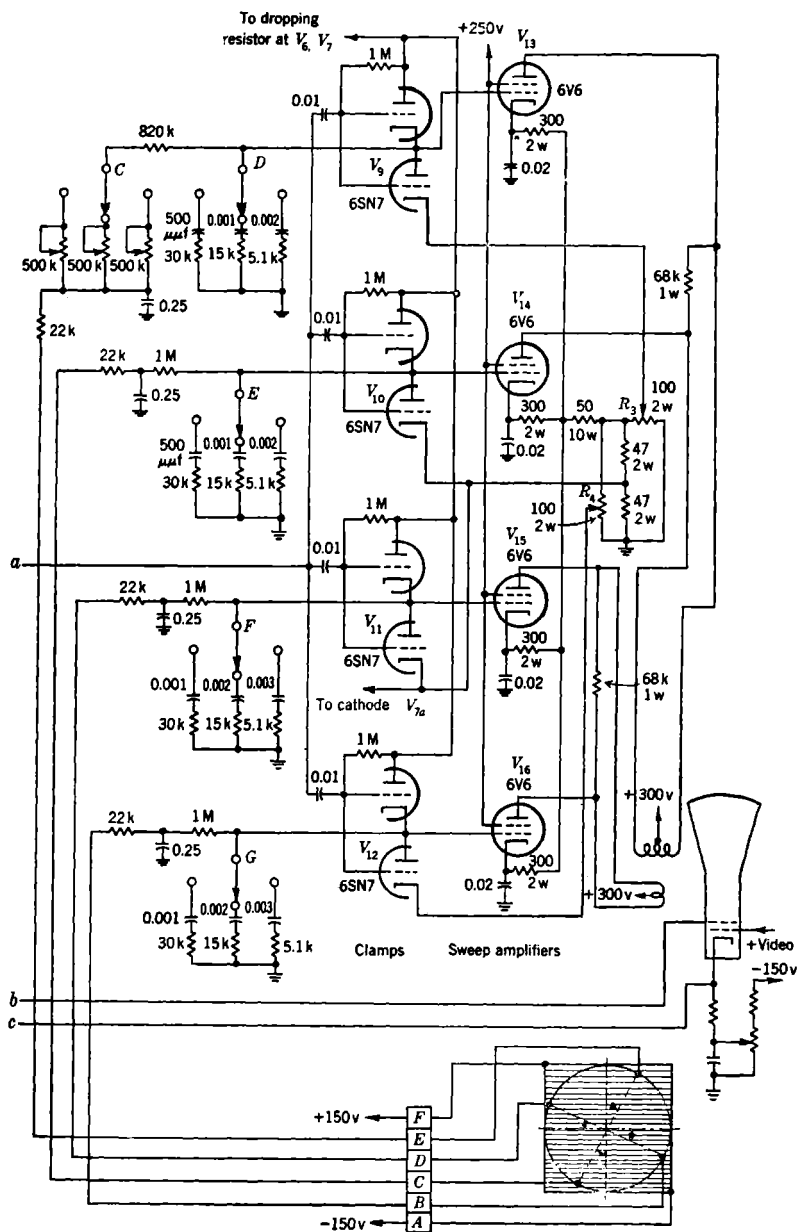 To dropping
resistor at V6, V7
+250v
V13
1 M
6V6
0.01
300
2 w
0.02
820 k
C
D
V9
6SN7
500 μμf
0.001
0.002
500 k
500 k
500 k
30 k
15 k
5.1 k
0.25
22 k
1 M
V14
6V6
68 k
1 w
0.01
22 k
1 M
0.25
E
V10
6SN7
300
2 w
0.02
50
10 w
R3
100
2 w
47
2 w
500 μμf
0.001
0.002
30 k
15 k
5.1 k
R4
100
2 w
47
2 w
1 M
V15
6V6
0.01
a
22 k
1 M
0.25
F
V11
6SN7
300
2 w
0.02
0.001
0.002
0.003
30 k
15 k
5.1 k
To cathode V7a
68 k
1 w
1 M
V16
6V6
0.01
+300v
22 k
1 M
0.25
G
V12
6SN7
300
2 w
0.02
+300v
0.001
0.002
0.003
30 k
15 k
5.1 k
Clamps
Sweep amplifiers
+Video
-150v
b
c
+150v
F
E
D
C
B
A
-150v